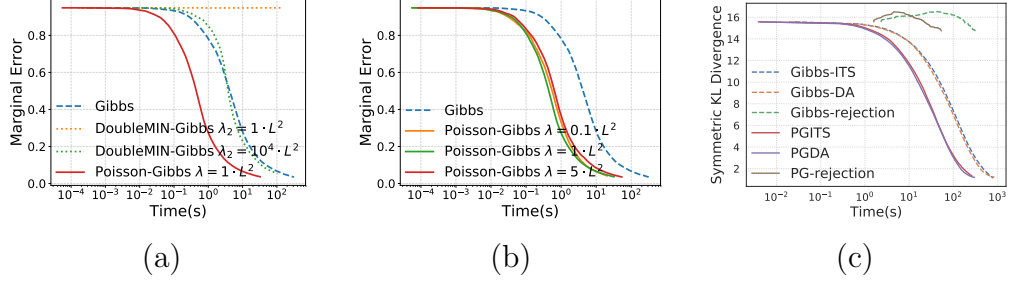 Marginal Error
0.8
0.6
0.4
0.2
0.0
Gibbs
DoubleMIN-Gibbs λ₂ = 1 · L²
DoubleMIN-Gibbs λ₂ = 10⁴ · L²
Poisson-Gibbs λ = 1 · L²
10⁻⁴ 10⁻³ 10⁻² 10⁻¹ 10⁰ 10¹ 10²
Time(s)
(a)
Marginal Error
0.8
0.6
0.4
0.2
0.0
Gibbs
Poisson-Gibbs λ = 0.1 · L²
Poisson-Gibbs λ = 1 · L²
Poisson-Gibbs λ = 5 · L²
10⁻⁴ 10⁻³ 10⁻² 10⁻¹ 10⁰ 10¹ 10²
Time(s)
(b)
Symmetric KL Divergence
16
14
12
10
8
6
4
2
Gibbs-ITS
Gibbs-DA
Gibbs-rejection
PGITS
PGDA
PG-rejection
10⁻² 10⁻¹ 10⁰ 10¹ 10² 10³
Time(s)
(c)